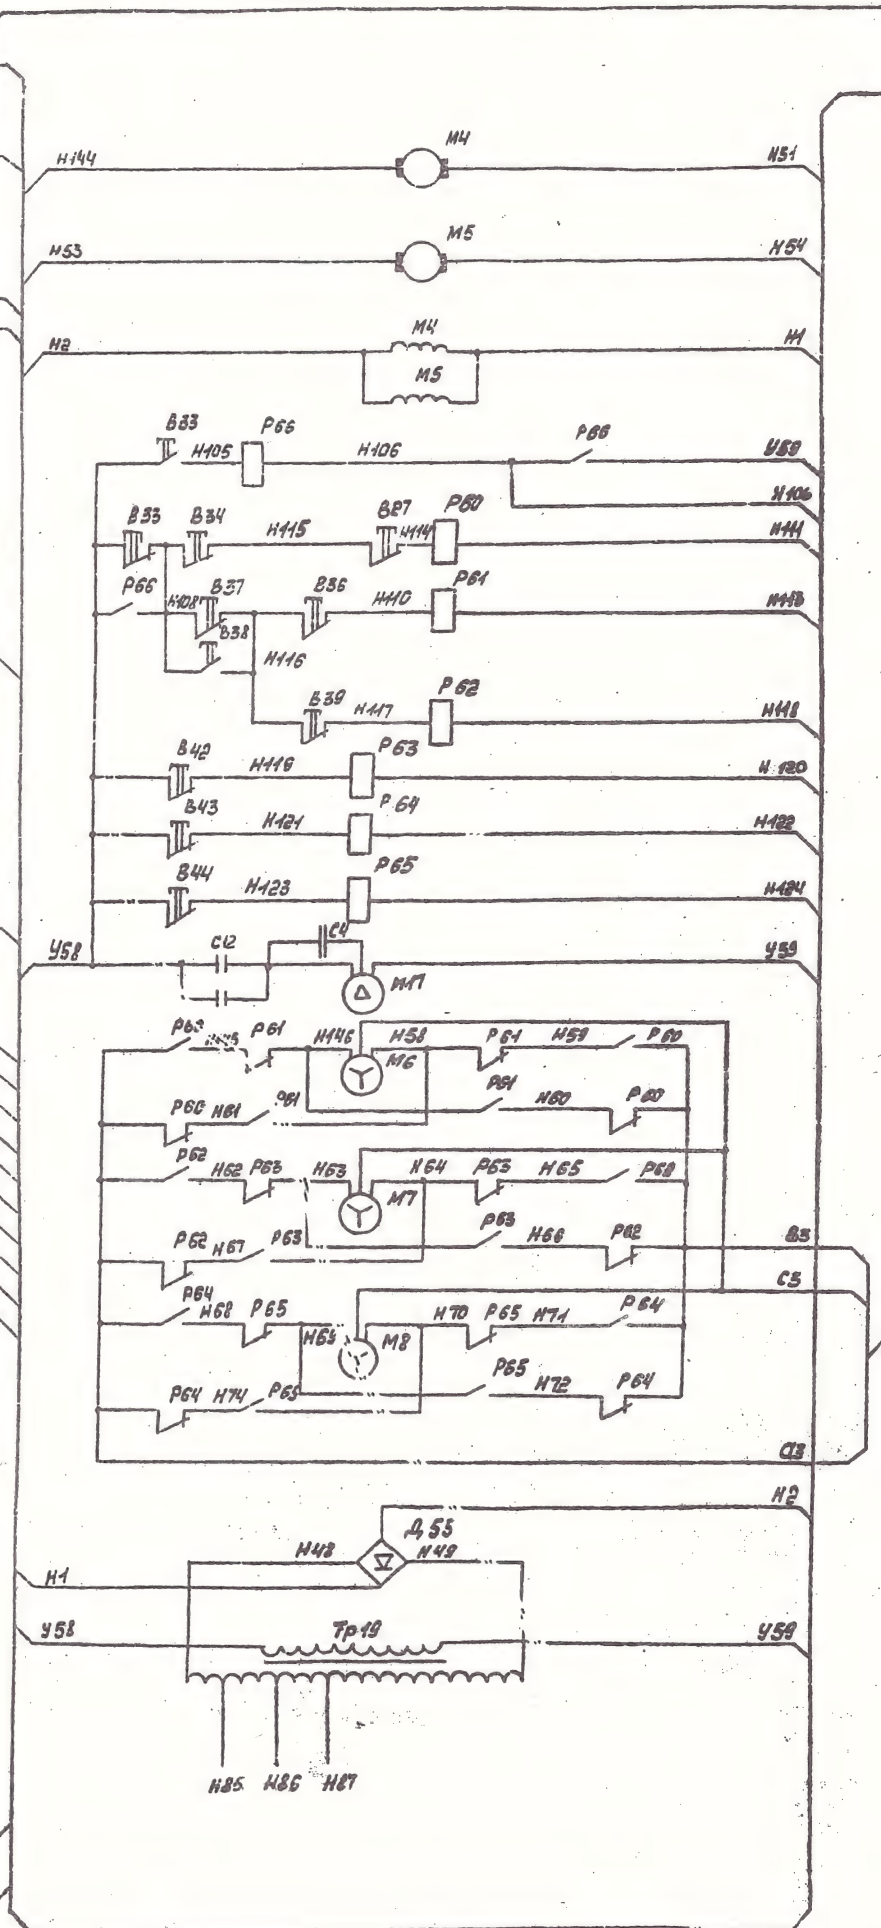 Н144 М4 Н51
Н53 М5 Н54
Н2 М4 Н1
М5
В33 Н105 Р66 Н106 Р66 У59
Н106
В33 В34 Н115 В27 Н114 Р60 Н111
Р66 Н108 В37 В36 Н110 Р61 Н113
В38 Н116
В39 Н117 Р62 Н118
В42 Н119 Р63 Н120
В43 Н121 Р64 Н122
В44 Н123 Р65 Н124
У58 С12 С4 М17 У59
Р60 Р61 Н146 М6 Н58 Р61 Н59 Р60
Р61 Н60 Р60
Р60 Н61 Р61
Р62 Н62 Р63 Н63 М7 Н64 Р63 Н65
Р63 Н66 Р62 В3
Р62 Н67 Р63
С3
Р64 Н68 Р65 Н69 М8 Н70 Р65 Н71 Р64
Р65 Н72 Р64
Р64 Н74 Р65
Н2
Д55
Н48 Н49
Н1
У58 Тр19 У59
Н85 Н86 Н87